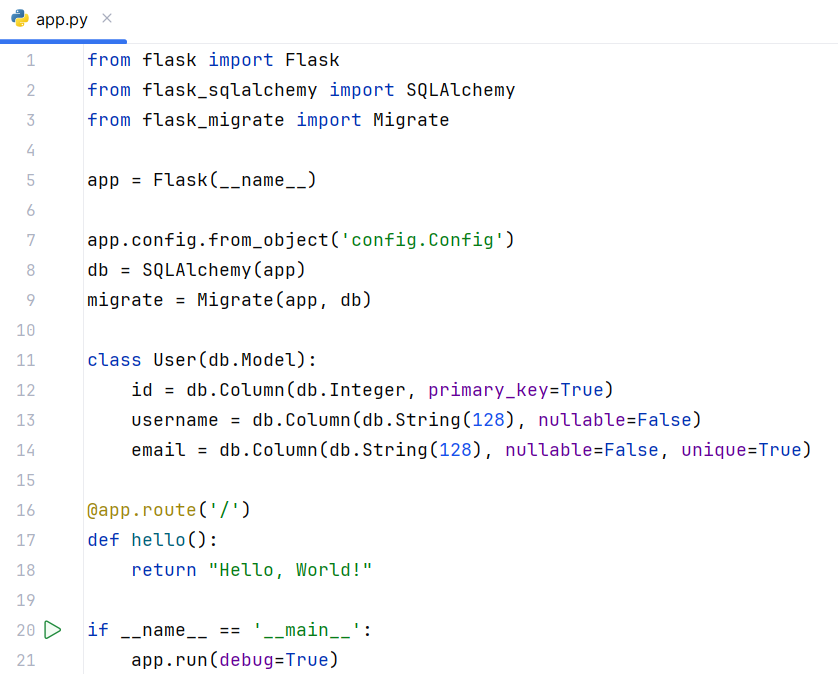 app.py
1 from flask import Flask
2 from flask_sqlalchemy import SQLAlchemy
3 from flask_migrate import Migrate
4
5 app = Flask(__name__)
6
7 app.config.from_object('config.Config')
8 db = SQLAlchemy(app)
9 migrate = Migrate(app, db)
10
11 class User(db.Model):
12     id = db.Column(db.Integer, primary_key=True)
13     username = db.Column(db.String(128), nullable=False)
14     email = db.Column(db.String(128), nullable=False, unique=True)
15
16 @app.route('/')
17 def hello():
18     return "Hello, World!"
19
20 if __name__ == '__main__':
21     app.run(debug=True)